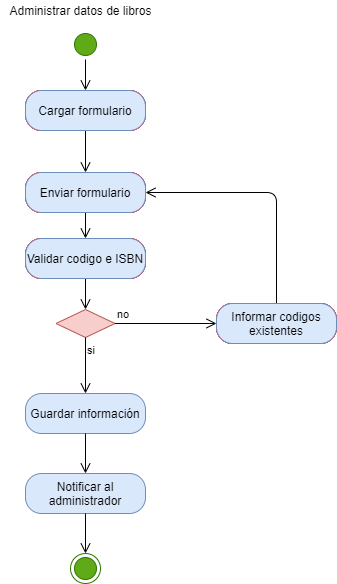 Administrar datos de libros
Cargar formulario
Enviar formulario
Validar codigo e ISBN
no
Informar codigos
existentes
si
Guardar información
Notificar al
administrador